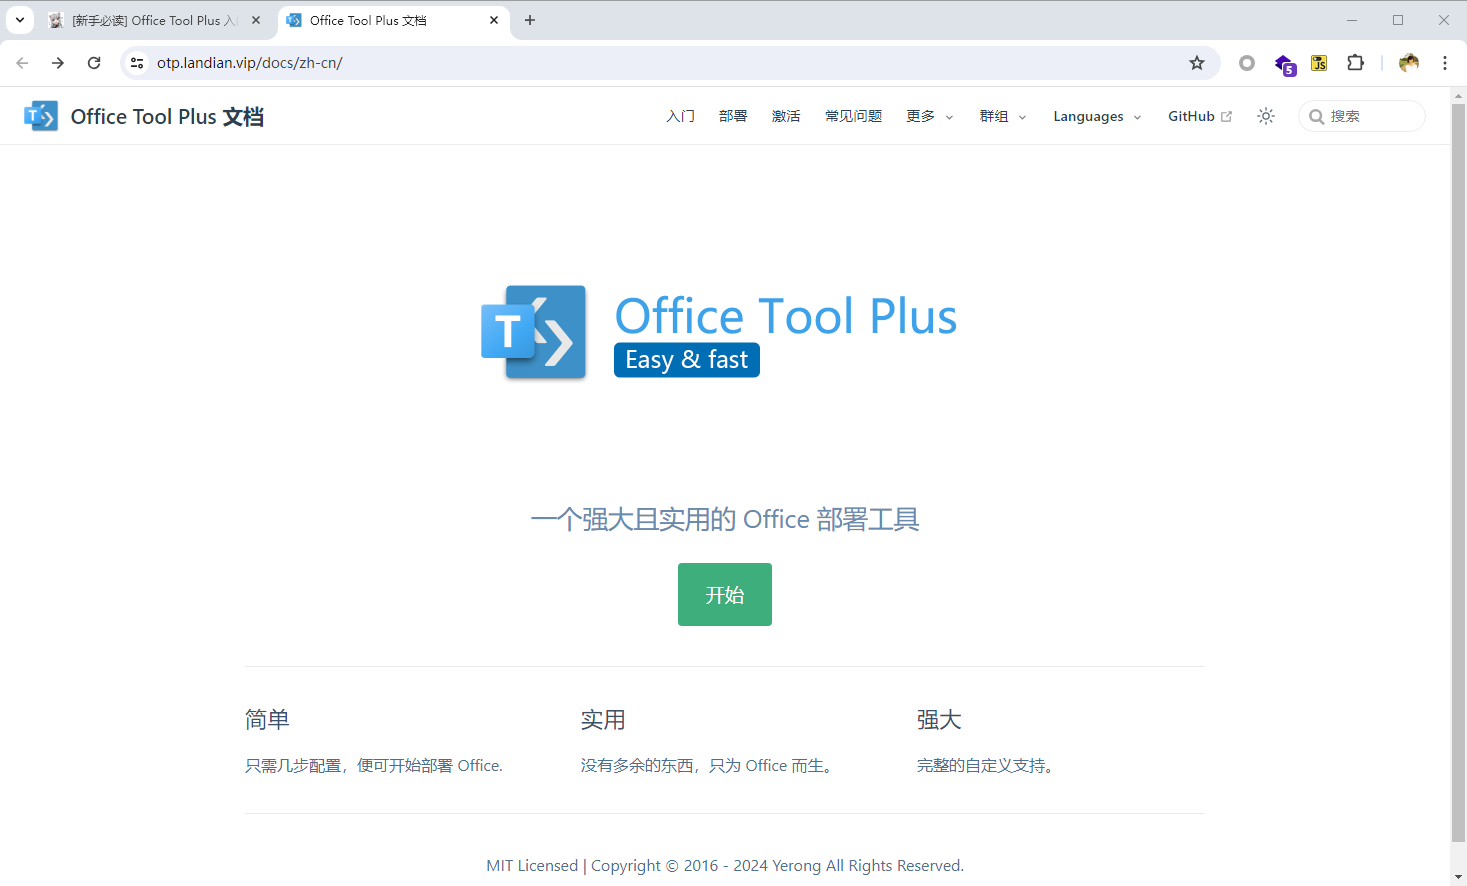 [新手必读] Office Tool Plus 入
Office Tool Plus 文档
otp.landian.vip/docs/zh-cn/
5
JS
Office Tool Plus 文档
入门 部署 激活 常见问题 更多 群组 Languages GitHub 搜索
T
T
Office Tool Plus
Easy & fast
一个强大且实用的 Office 部署工具
开始
简单
只需几步配置，便可开始部署 Office.
实用
没有多余的东西，只为 Office 而生。
强大
完整的自定义支持。
MIT Licensed | Copyright © 2016 - 2024 Yerong All Rights Reserved.